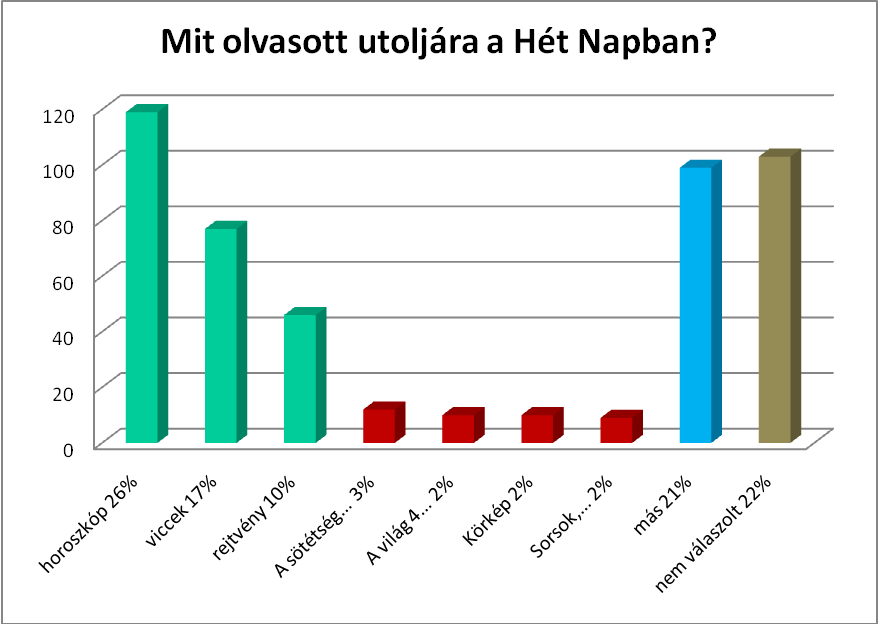 Mit olvasott utoljára a Hét Napban?
120
100
80
60
40
20
0
horoszkóp 26%
viccek 17%
rejtvény 10%
A sötétség... 3%
A világ 4... 2%
Körkép 2%
Sorsok,... 2%
más 21%
nem válaszolt 22%